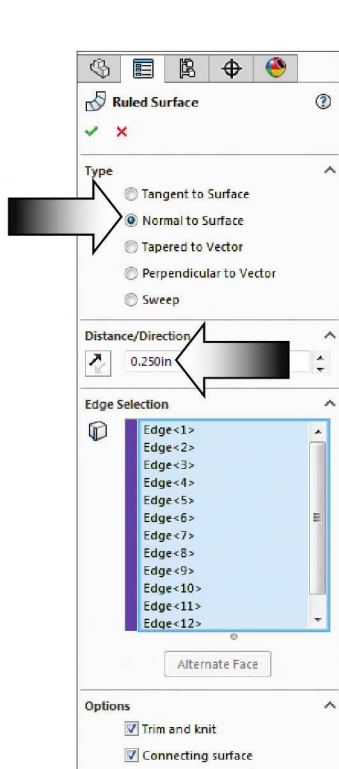 Ruled Surface
Type
Tangent to Surface
Normal to Surface
Tapered to Vector
Perpendicular to Vector
Sweep
Distance/Direction
0.250in
Edge Selection
Edge<1>
Edge<2>
Edge<3>
Edge<4>
Edge<5>
Edge<6>
Edge<7>
Edge<8>
Edge<9>
Edge<10>
Edge<11>
Edge<12>
Alternate Face
Options
Trim and knit
Connecting surface